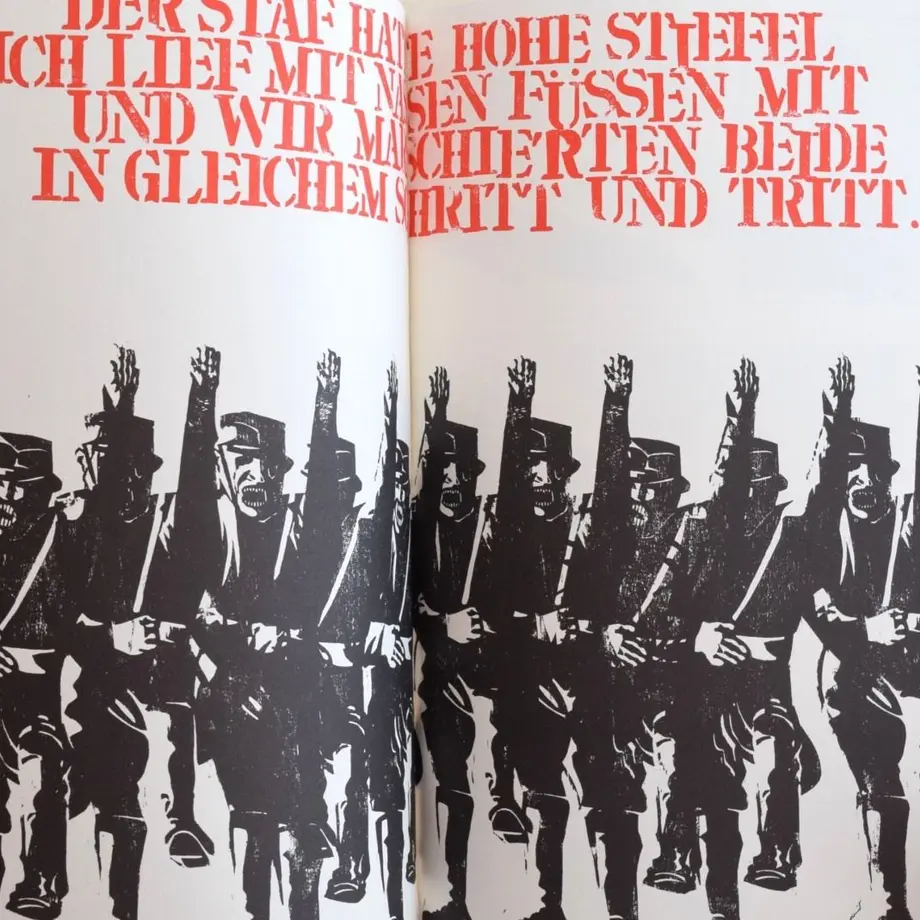 DER STAF HATTE HOHE STIEFEL
ICH LIEF MIT NASSEN FÜSSEN MIT
UND WIR MARSCHIERTEN BEIDE
IN GLEICHEM SCHRITT UND TRITT.